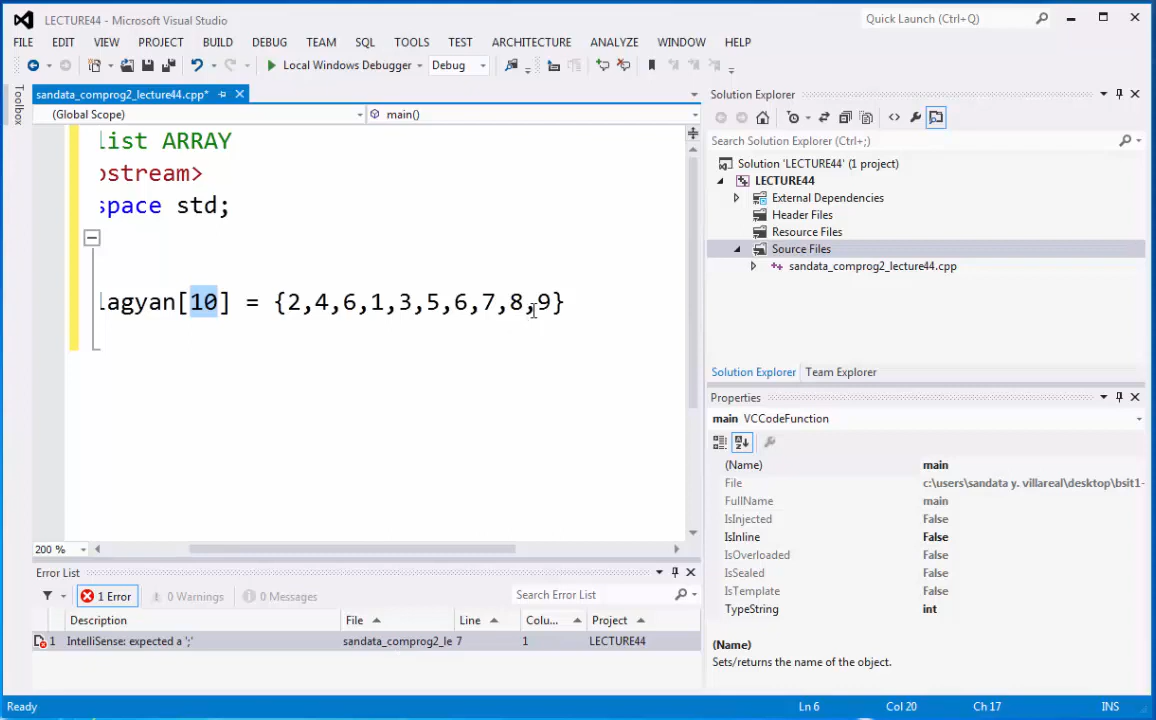 LECTURE44 - Microsoft Visual Studio
Quick Launch (Ctrl+Q)
FILE EDIT VIEW PROJECT BUILD DEBUG TEAM SQL TOOLS TEST ARCHITECTURE ANALYZE WINDOW HELP
Local Windows Debugger Debug
Toolbox
sandata_comprog2_lecture44.cpp*
(Global Scope) main()
list ARRAY
ostream>
space std;
lagyan[10] = {2,4,6,1,3,5,6,7,8,9}
200 %
Error List
1 Error 0 Warnings 0 Messages Search Error List
Description File Line Colu... Project
1 IntelliSense: expected a ';' sandata_comprog2_le 7 1 LECTURE44
Solution Explorer
Search Solution Explorer (Ctrl+;)
Solution 'LECTURE44' (1 project)
LECTURE44
External Dependencies
Header Files
Resource Files
Source Files
sandata_comprog2_lecture44.cpp
Solution Explorer Team Explorer
Properties
main VCCodeFunction
(Name) main
File c:\users\sandata y. villareal\desktop\bsit1-
FullName main
IsInjected False
IsInline False
IsOverloaded False
IsSealed False
IsTemplate False
TypeString int
(Name)
Sets/returns the name of the object.
Ready Ln 6 Col 20 Ch 17 INS